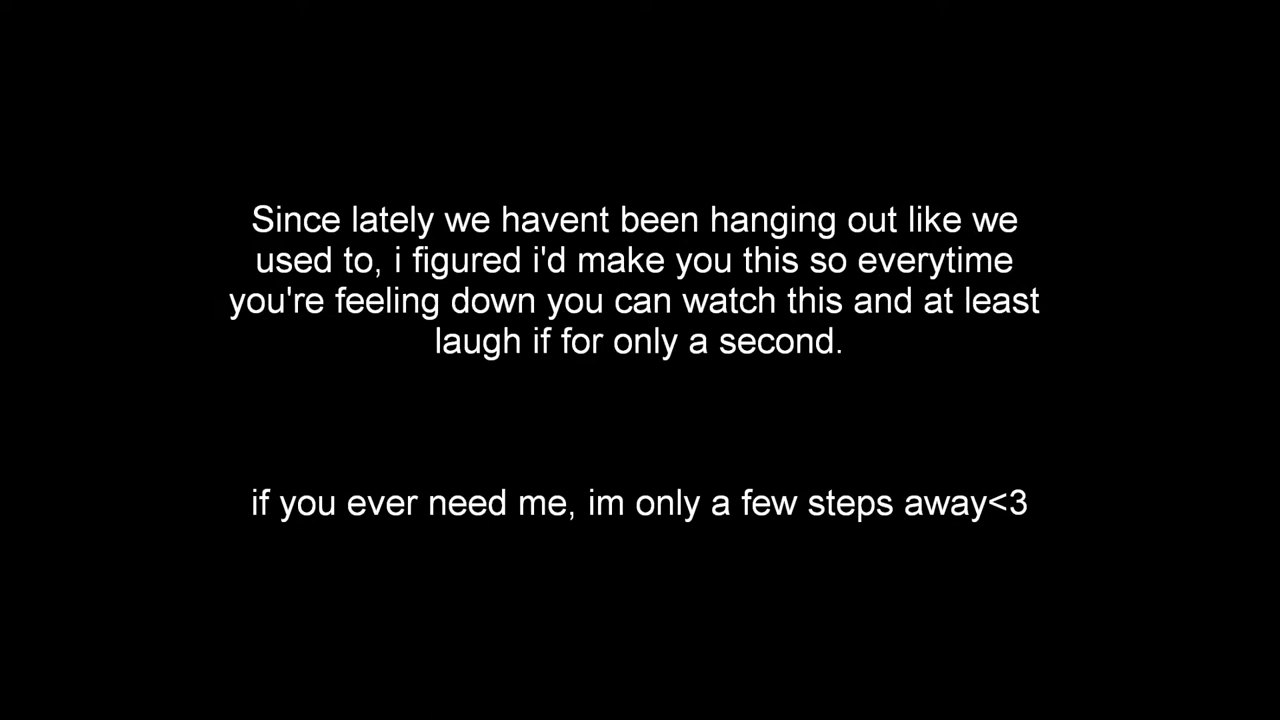 Since lately we havent been hanging out like we
used to, i figured i'd make you this so everytime
you're feeling down you can watch this and at least
laugh if for only a second.
if you ever need me, im only a few steps away<3